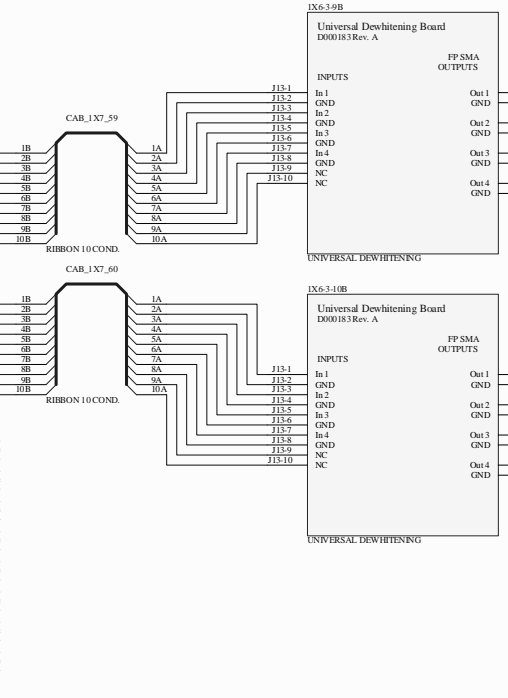 1X6-3-9B
Universal Dewhitening Board
D000183 Rev. A
FP SMA
OUTPUTS
INPUTS
J13-1 In 1 Out 1
J13-2 GND GND
J13-3 In 2
J13-4 GND Out 2
J13-5 In 3 GND
J13-6 GND
J13-7 In 4 Out 3
J13-8 GND GND
J13-9 NC
J13-10 NC Out 4
GND
UNIVERSAL DEWHITENING
CAB_1X7_59
1B 1A
2B 2A
3B 3A
4B 4A
5B 5A
6B 6A
7B 7A
8B 8A
9B 9A
10B 10A
RIBBON 10 COND.
CAB_1X7_60
1B 1A
2B 2A
3B 3A
4B 4A
5B 5A
6B 6A
7B 7A
8B 8A
9B 9A
10B 10A
RIBBON 10 COND.
1X6-3-10B
Universal Dewhitening Board
D000183 Rev. A
FP SMA
OUTPUTS
INPUTS
J13-1 In 1 Out 1
J13-2 GND GND
J13-3 In 2
J13-4 GND Out 2
J13-5 In 3 GND
J13-6 GND
J13-7 In 4 Out 3
J13-8 GND GND
J13-9 NC
J13-10 NC Out 4
GND
UNIVERSAL DEWHITENING